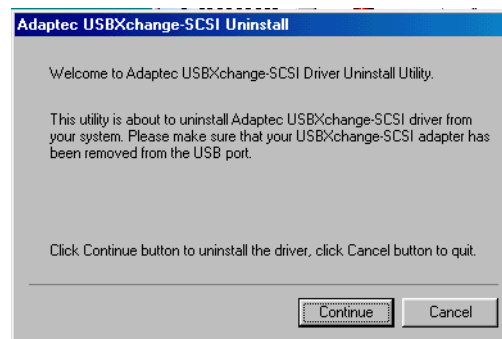 Adaptec USBXchange-SCSI Uninstall
Welcome to Adaptec USBXchange-SCSI Driver Uninstall Utility.
This utility is about to uninstall Adaptec USBXchange-SCSI driver from
your system. Please make sure that your USBXchange-SCSI adapter has
been removed from the USB port.
Click Continue button to uninstall the driver, click Cancel button to quit.
Continue
Cancel